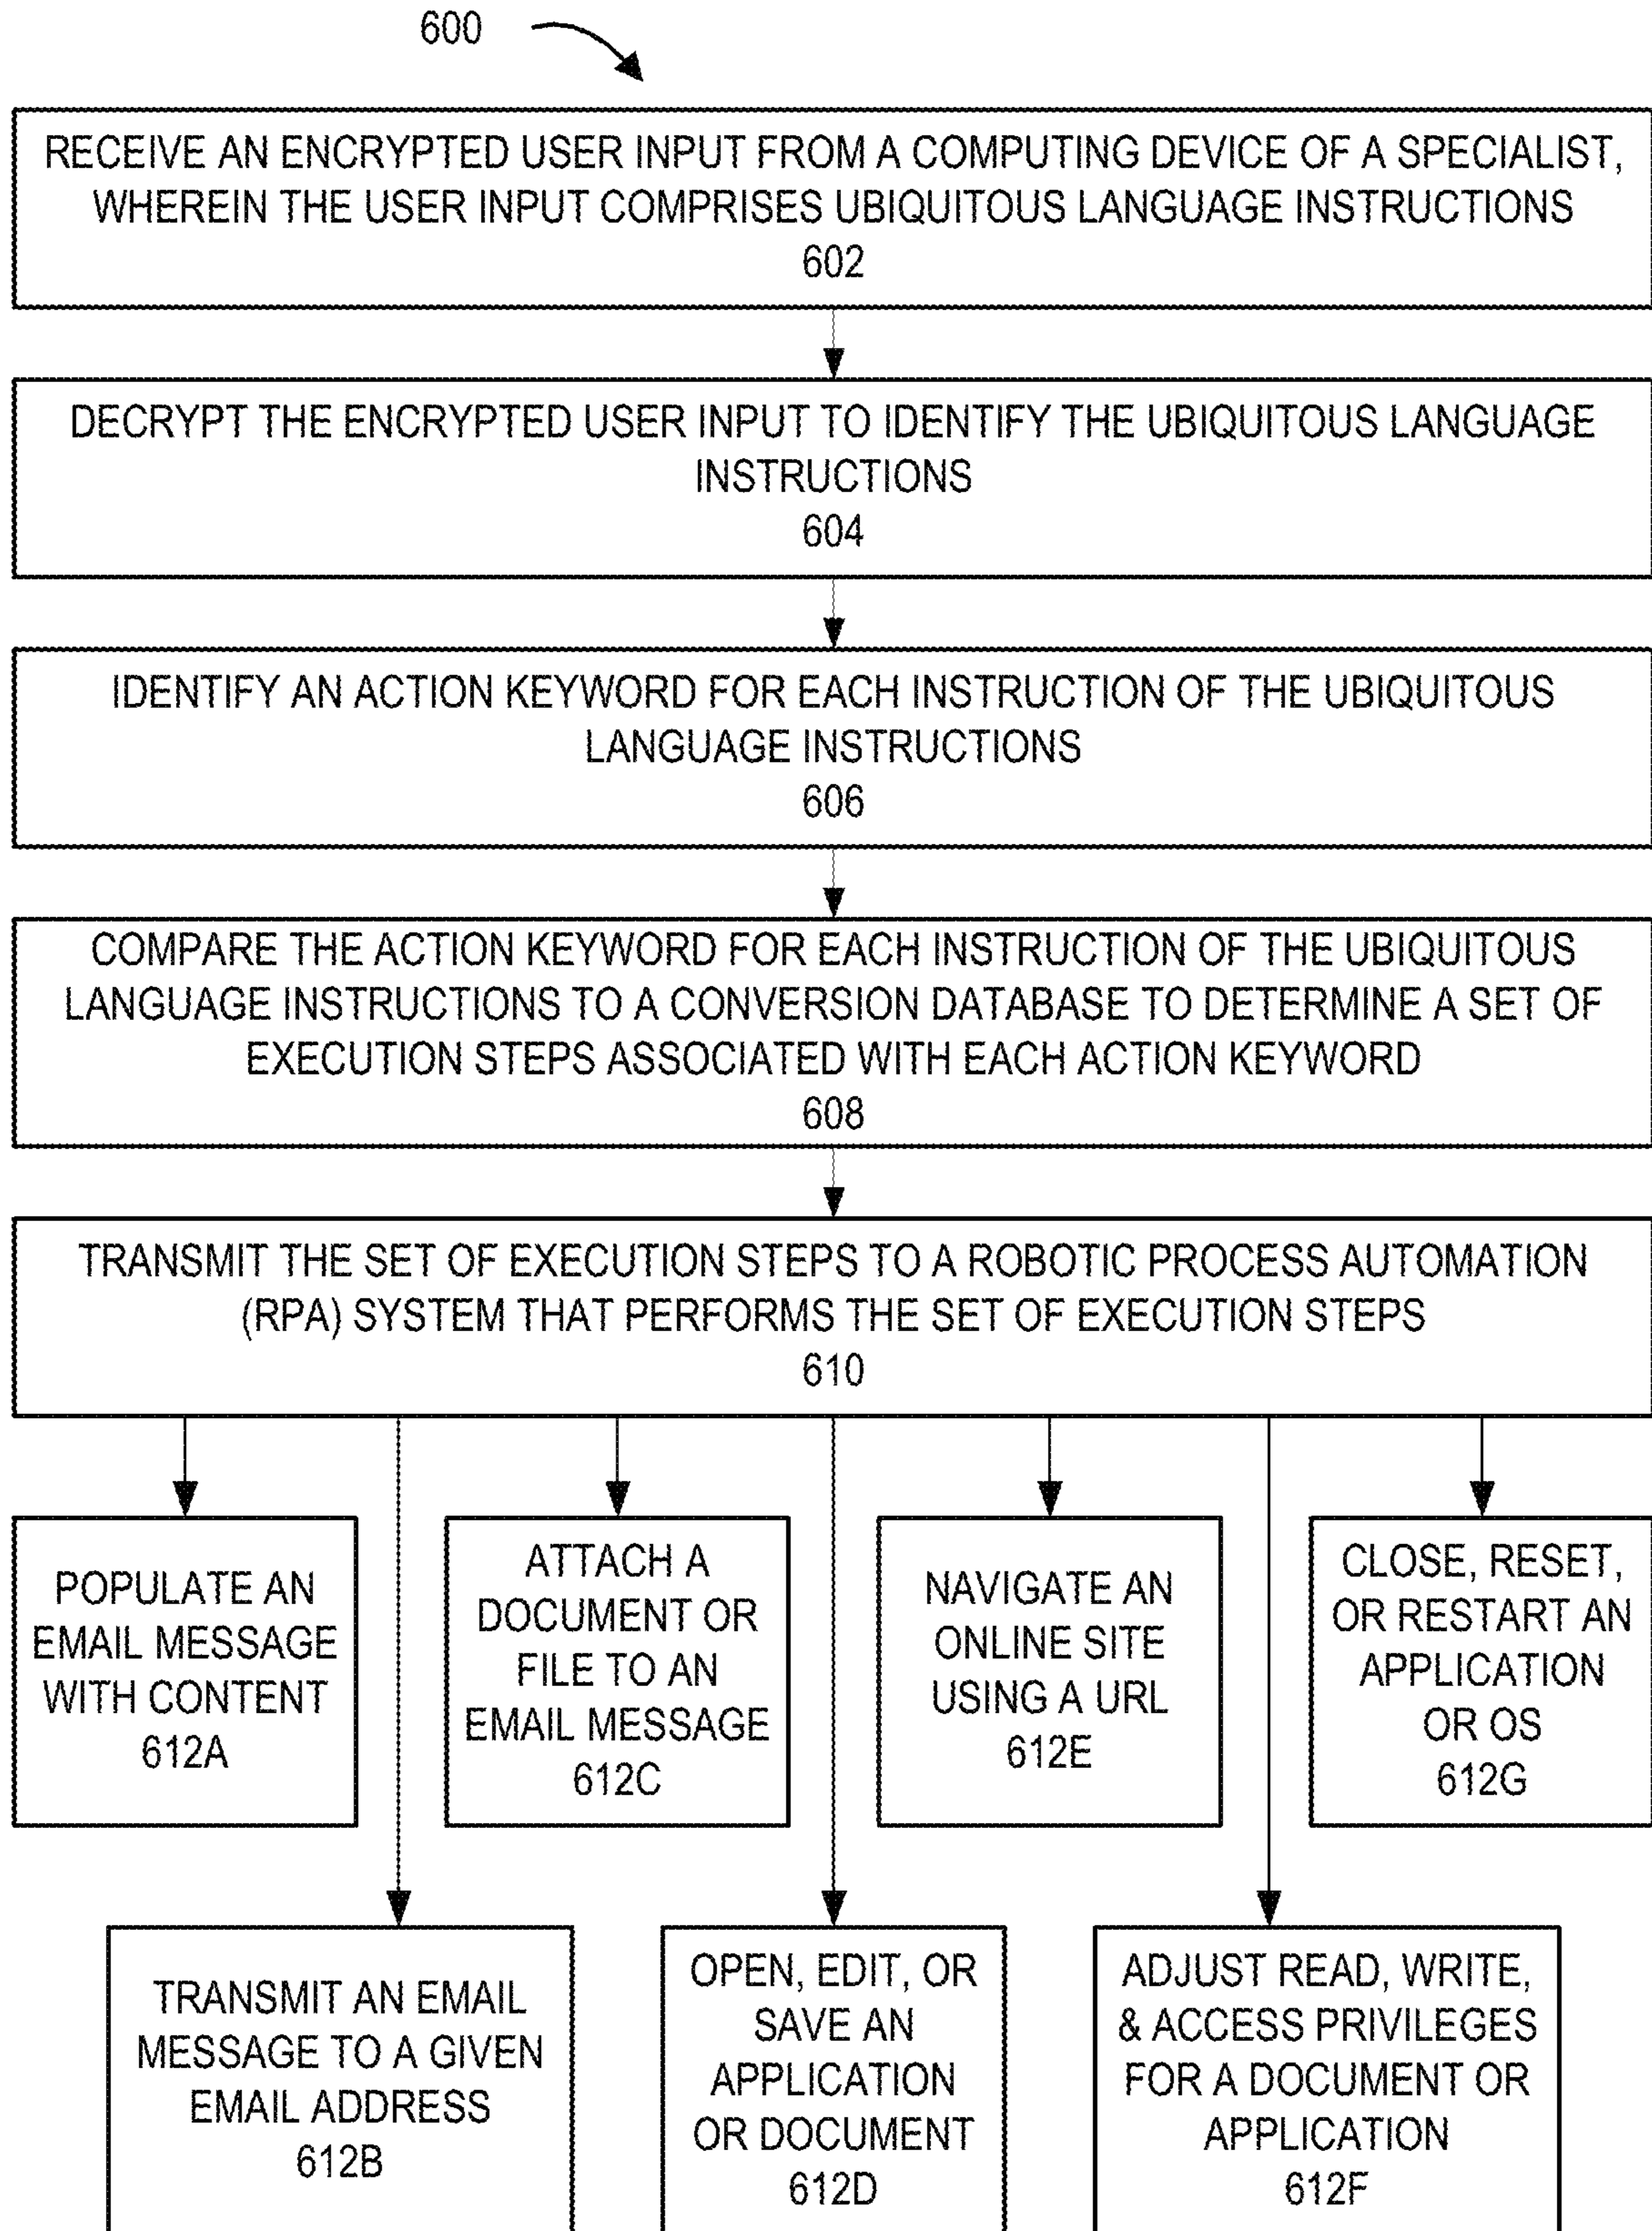 600
RECEIVE AN ENCRYPTED USER INPUT FROM A COMPUTING DEVICE OF A SPECIALIST,
WHEREIN THE USER INPUT COMPRISES UBIQUITOUS LANGUAGE INSTRUCTIONS
602
DECRYPT THE ENCRYPTED USER INPUT TO IDENTIFY THE UBIQUITOUS LANGUAGE
INSTRUCTIONS
604
IDENTIFY AN ACTION KEYWORD FOR EACH INSTRUCTION OF THE UBIQUITOUS
LANGUAGE INSTRUCTIONS
606
COMPARE THE ACTION KEYWORD FOR EACH INSTRUCTION OF THE UBIQUITOUS
LANGUAGE INSTRUCTIONS TO A CONVERSION DATABASE TO DETERMINE A SET OF
EXECUTION STEPS ASSOCIATED WITH EACH ACTION KEYWORD
608
TRANSMIT THE SET OF EXECUTION STEPS TO A ROBOTIC PROCESS AUTOMATION
(RPA) SYSTEM THAT PERFORMS THE SET OF EXECUTION STEPS
610
POPULATE AN
EMAIL MESSAGE
WITH CONTENT
612A
ATTACH A
DOCUMENT OR
FILE TO AN
EMAIL MESSAGE
612C
NAVIGATE AN
ONLINE SITE
USING A URL
612E
CLOSE, RESET,
OR RESTART AN
APPLICATION
OR OS
612G
TRANSMIT AN EMAIL
MESSAGE TO A GIVEN
EMAIL ADDRESS
612B
OPEN, EDIT, OR
SAVE AN
APPLICATION
OR DOCUMENT
612D
ADJUST READ, WRITE,
& ACCESS PRIVILEGES
FOR A DOCUMENT OR
APPLICATION
612F